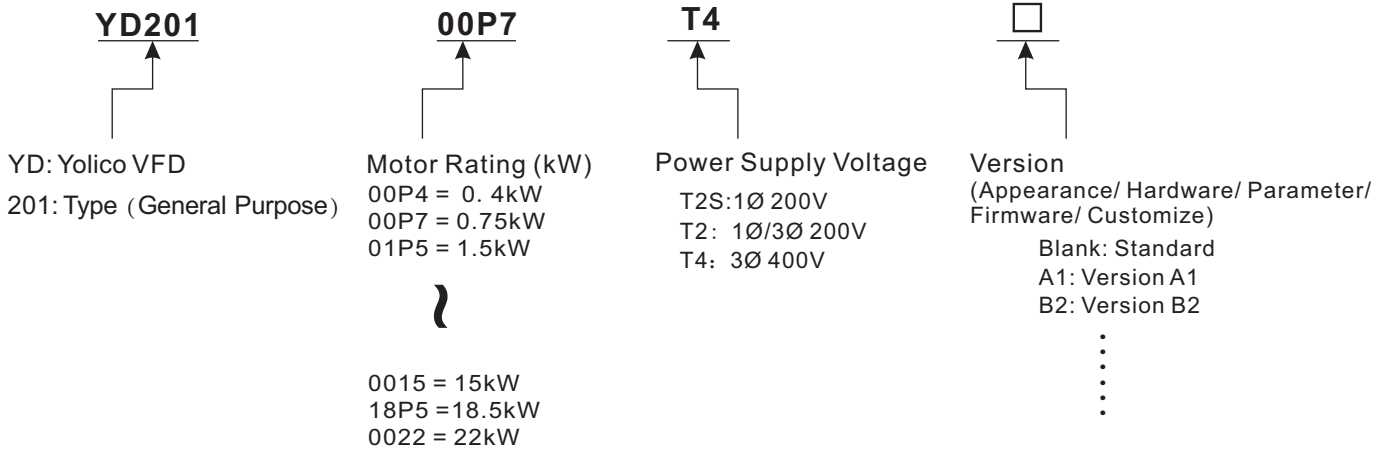 YD201 00P7 T4 □
YD: Yolico VFD
201: Type（General Purpose）
Motor Rating (kW)
00P4 = 0. 4kW
00P7 = 0.75kW
01P5 = 1.5kW
~
0015 = 15kW
18P5 =18.5kW
0022 = 22kW
Power Supply Voltage
T2S:1Ø 200V
T2： 1Ø/3Ø 200V
T4： 3Ø 400V
Version
(Appearance/ Hardware/ Parameter/
Firmware/ Customize)
Blank: Standard
A1: Version A1
B2: Version B2